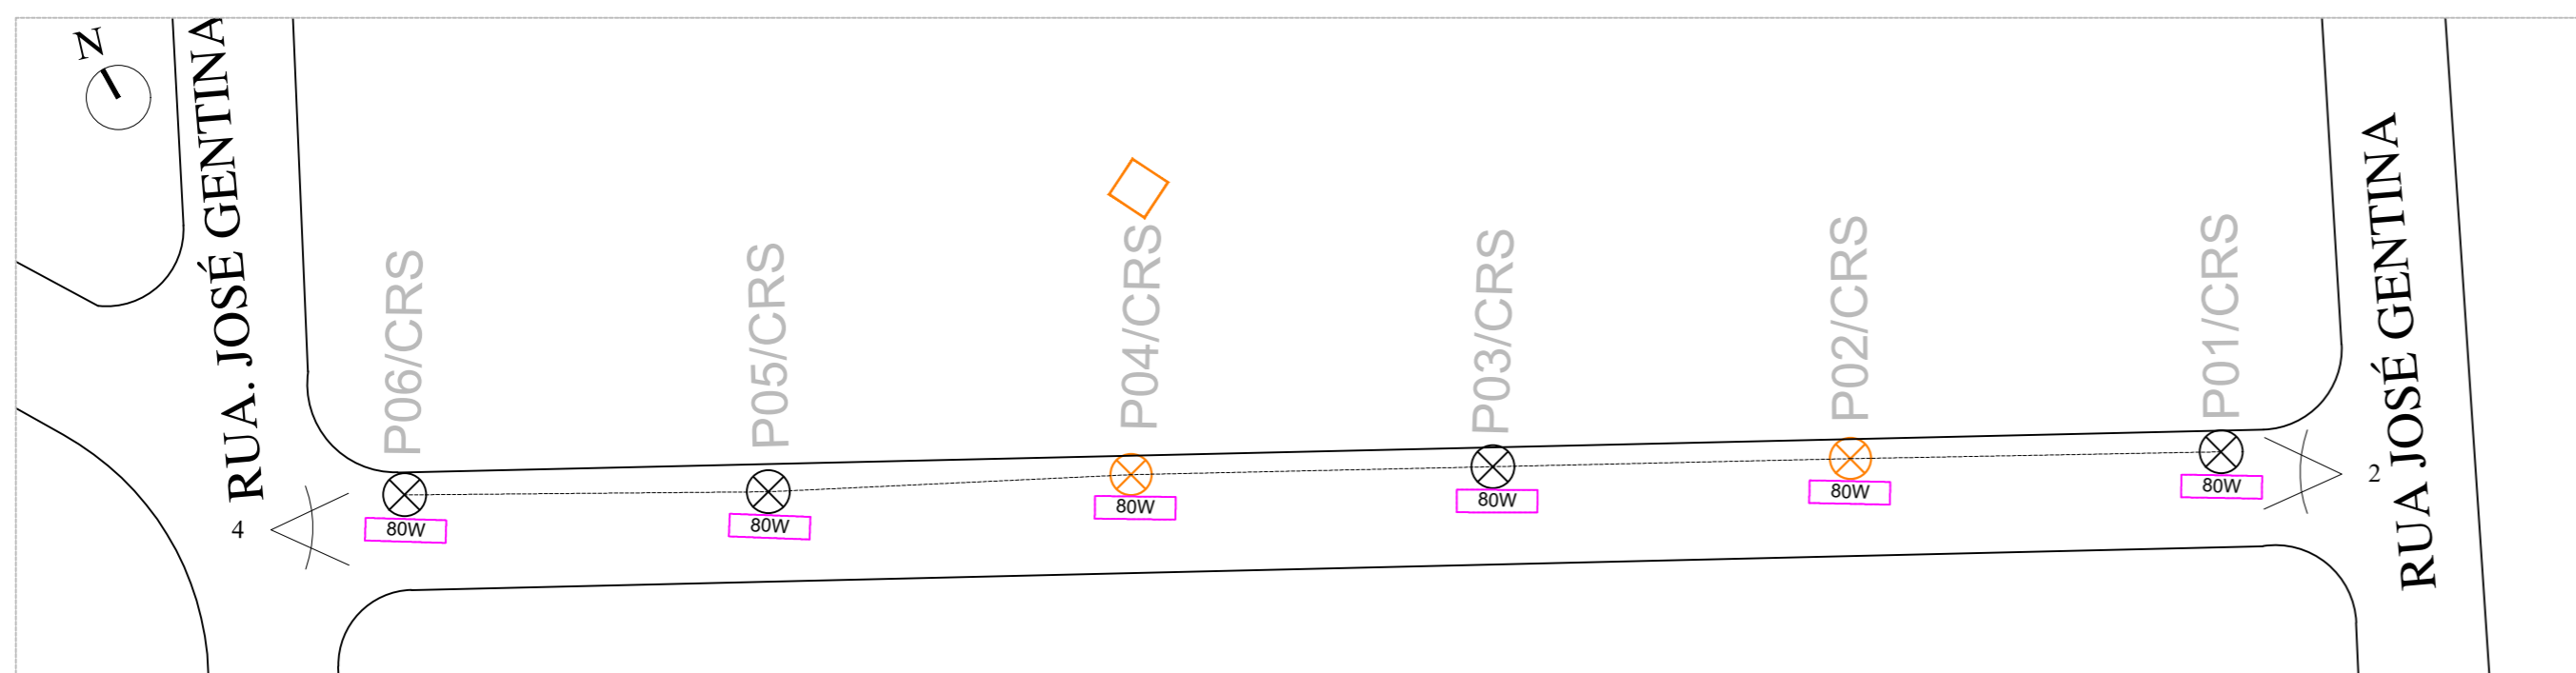 N
RUA. JOSÉ GENTINA
P06/CRS
P05/CRS
P04/CRS
P03/CRS
P02/CRS
P01/CRS
RUA JOSÉ GENTINA
4
80W
80W
80W
80W
80W
80W
2